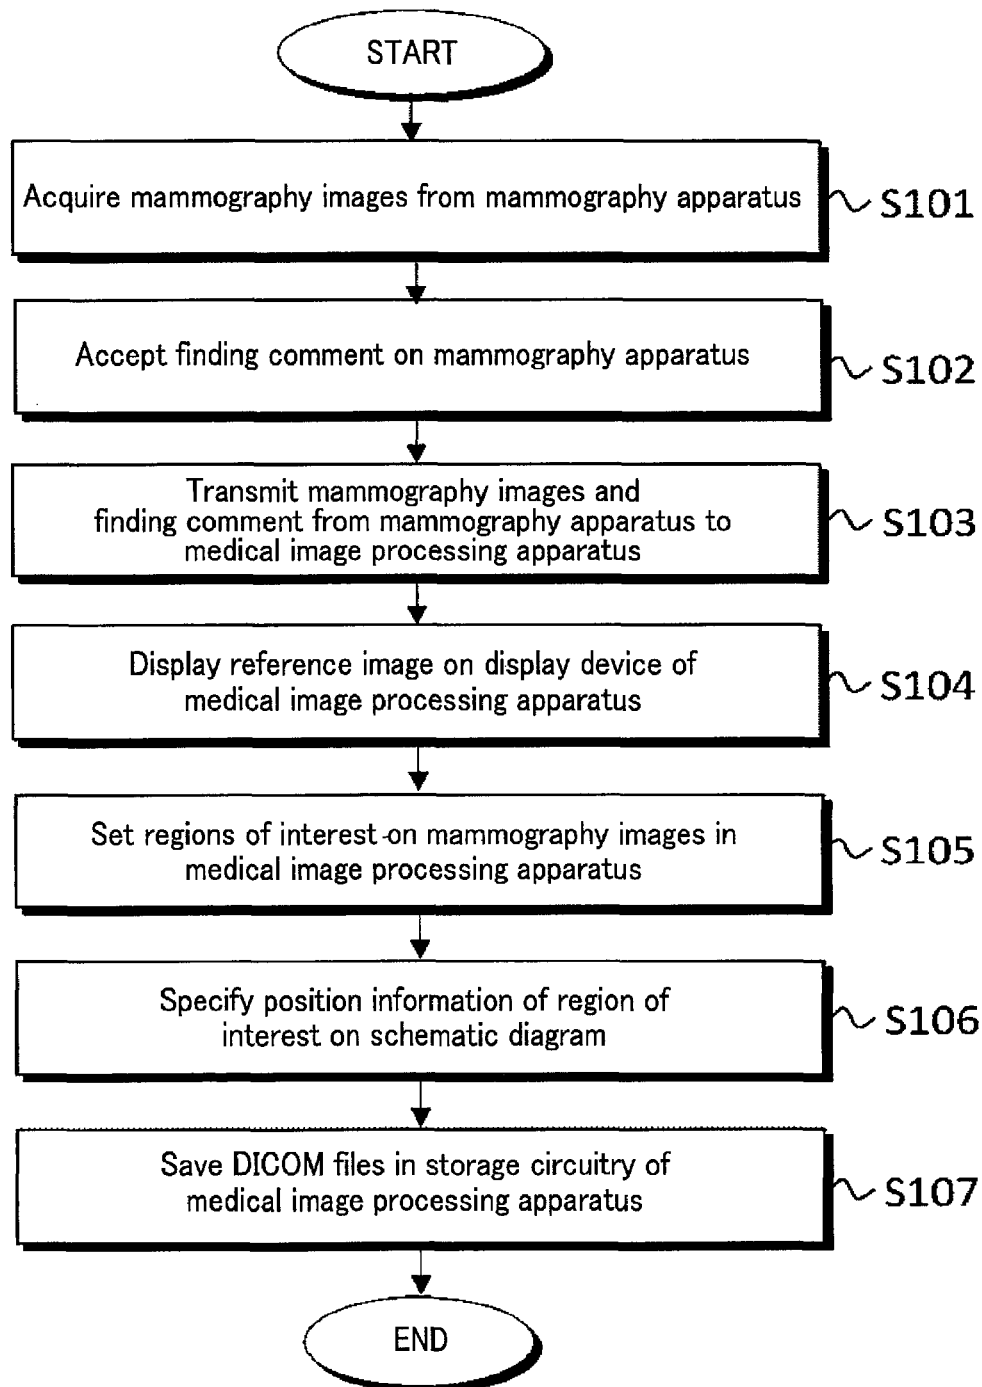 START
Acquire mammography images from mammography apparatus
S101
Accept finding comment on mammography apparatus
S102
Transmit mammography images and
finding comment from mammography apparatus to
medical image processing apparatus
S103
Display reference image on display device of
medical image processing apparatus
S104
Set regions of interest-on mammography images in
medical image processing apparatus
S105
Specify position information of region of
interest on schematic diagram
S106
Save DICOM files in storage circuitry of
medical image processing apparatus
S107
END